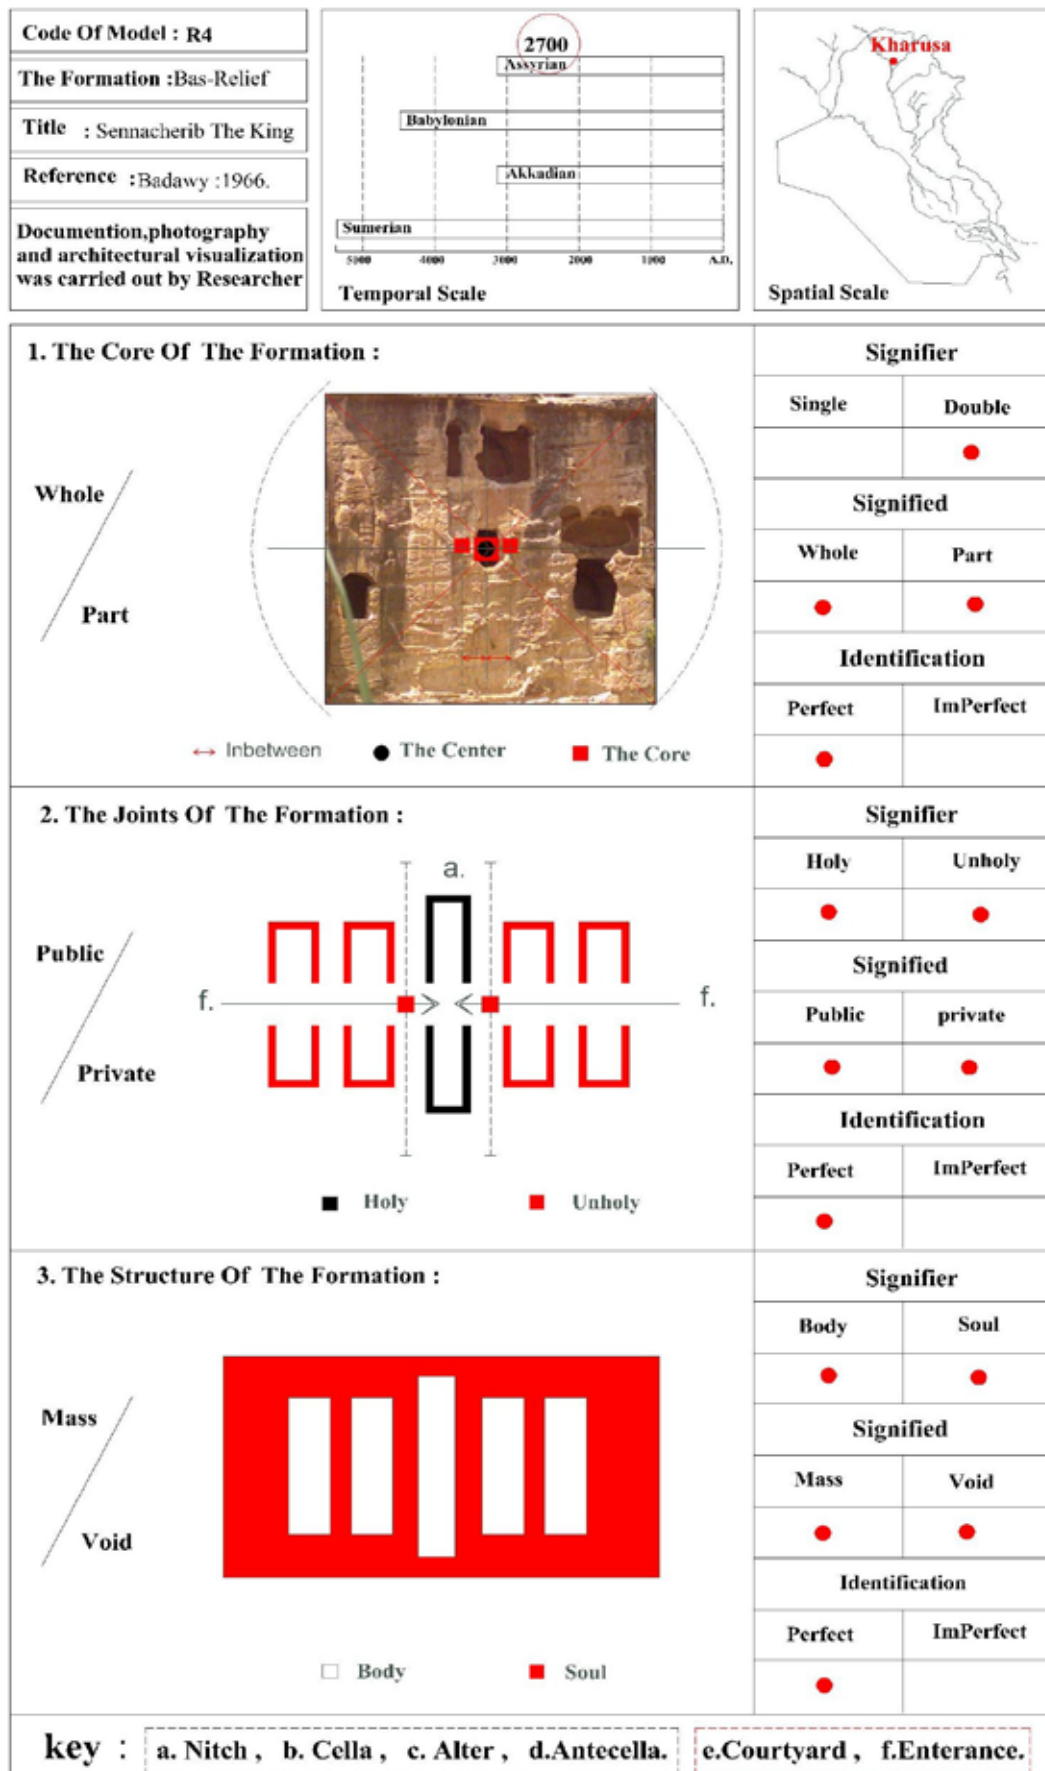 Code Of Model : R4
The Formation :Bas-Relief
Title : Sennacherib The King
Reference :Badawy :1966.
Documention,photography
and architectural visualization
was carried out by Researcher
2700
Assyrian
Babylonian
Akkadian
Sumerian
5000 4000 3000 2000 1000 A.D.
Temporal Scale
Kharusa
Spatial Scale
1. The Core Of The Formation :
Whole
Part
Inbetween The Center The Core
Signifier
Single Double
Signified
Whole Part
Identification
Perfect ImPerfect
2. The Joints Of The Formation :
Public
Private
a.
f. f.
Holy Unholy
Signifier
Holy Unholy
Signified
Public private
Identification
Perfect ImPerfect
3. The Structure Of The Formation :
Mass
Void
Body Soul
Signifier
Body Soul
Signified
Mass Void
Identification
Perfect ImPerfect
key : a. Nitch , b. Cella , c. Alter , d.Antecella. e.Courtyard , f.Enterance.